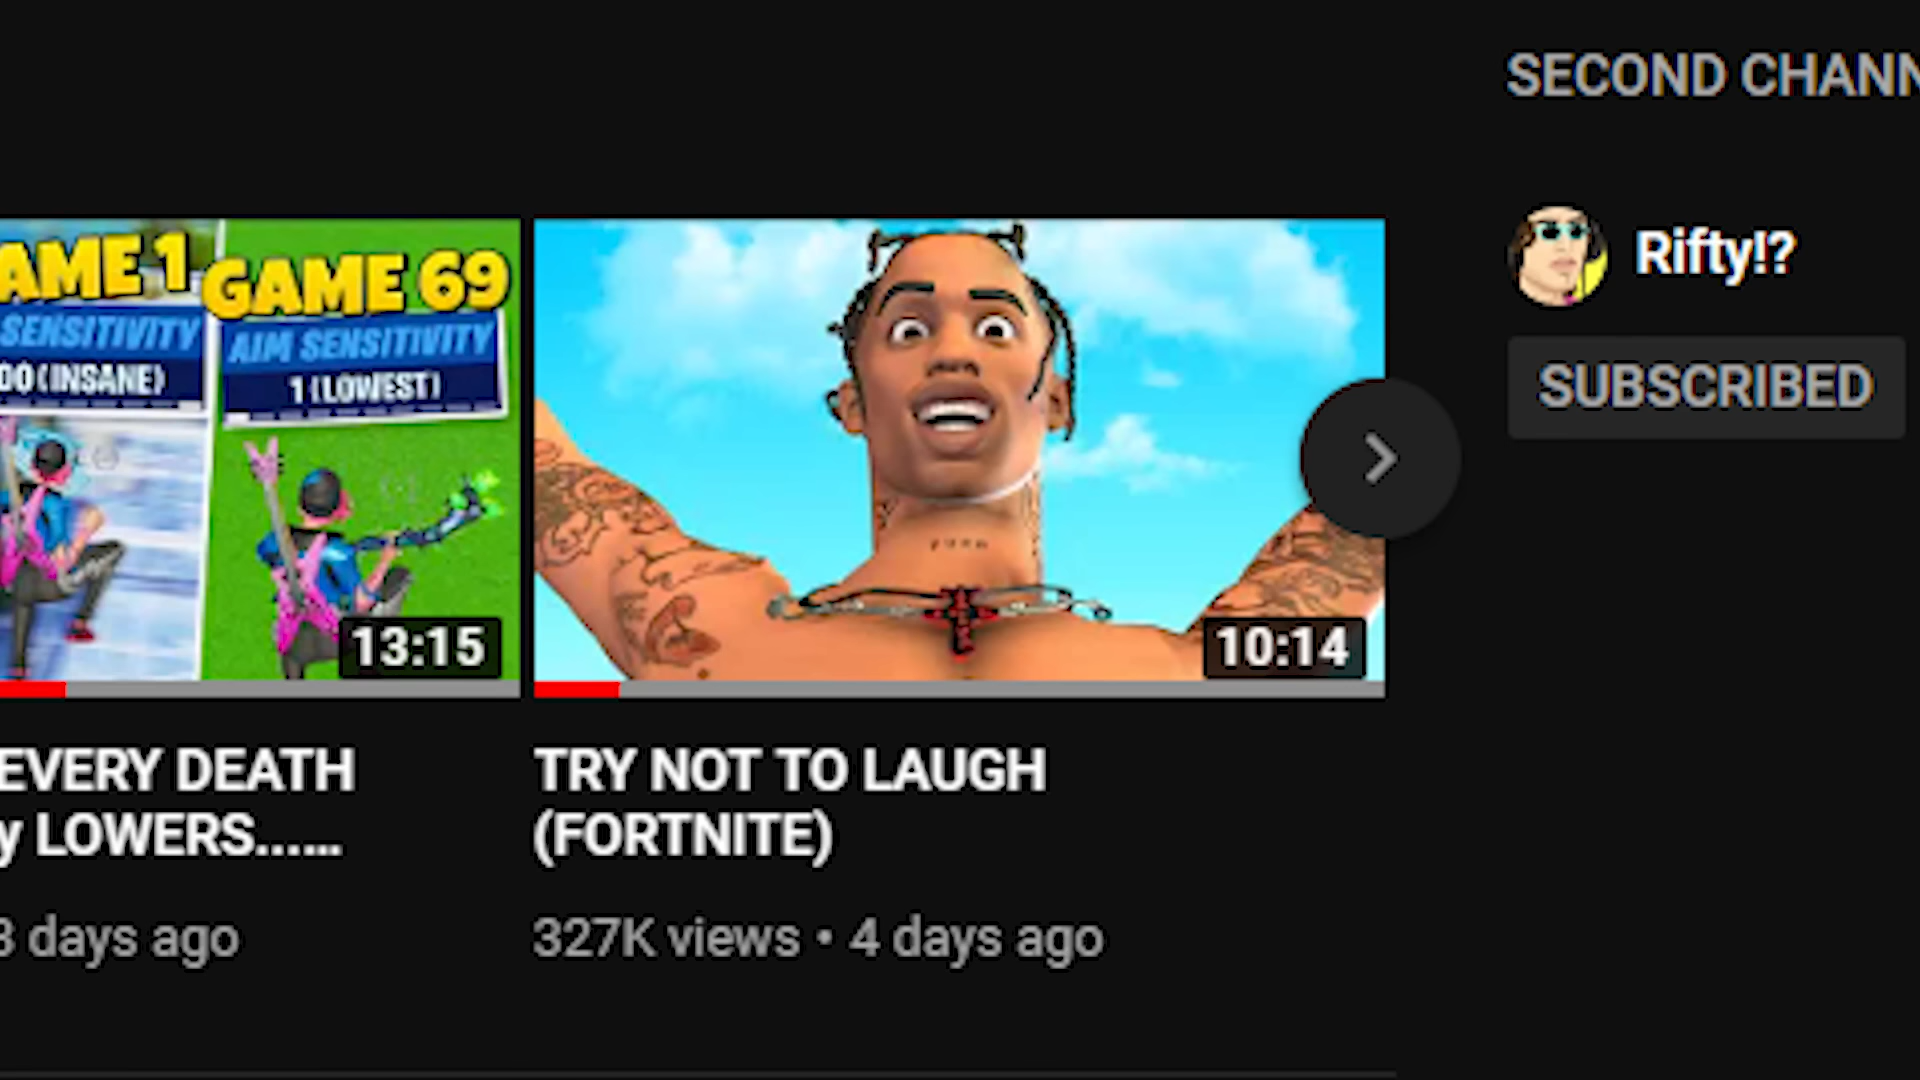 SECOND CHANN
AME 1
GAME 69
SENSITIVITY
00 (INSANE)
AIM SENSITIVITY
1 (LOWEST)
13:15
10:14
Rifty!?
SUBSCRIBED
EVERY DEATH
y LOWERS......
3 days ago
TRY NOT TO LAUGH
(FORTNITE)
327K views • 4 days ago